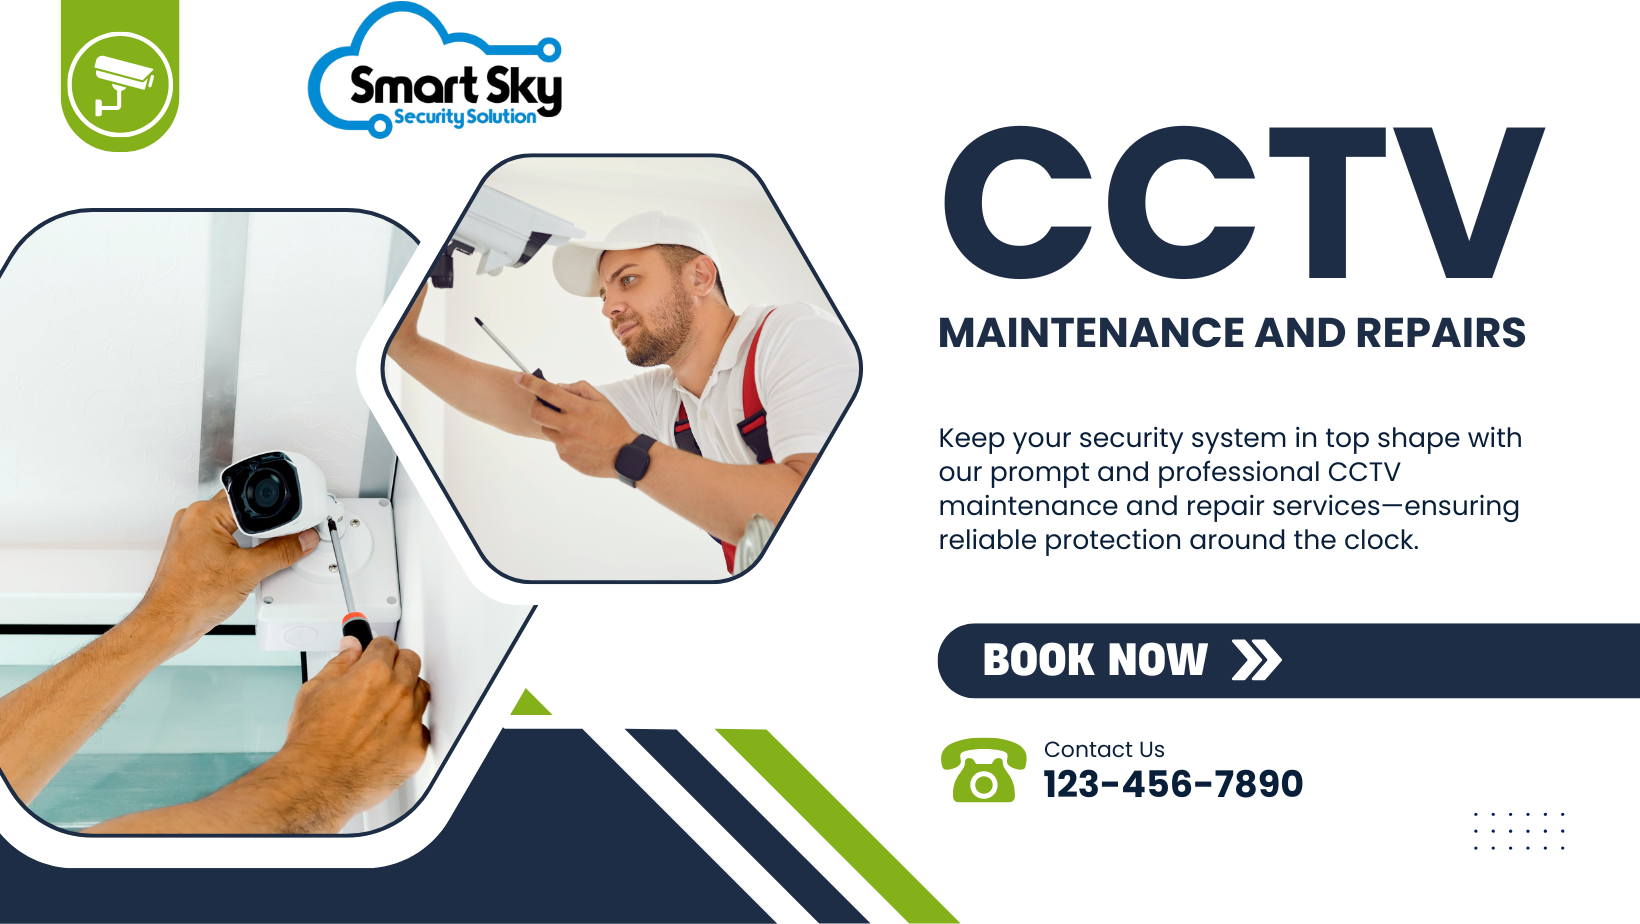 Smart Sky
Security Solution
CCTV
MAINTENANCE AND REPAIRS
Keep your security system in top shape with
our prompt and professional CCTV
maintenance and repair services—ensuring
reliable protection around the clock.
BOOK NOW
Contact Us
123-456-7890